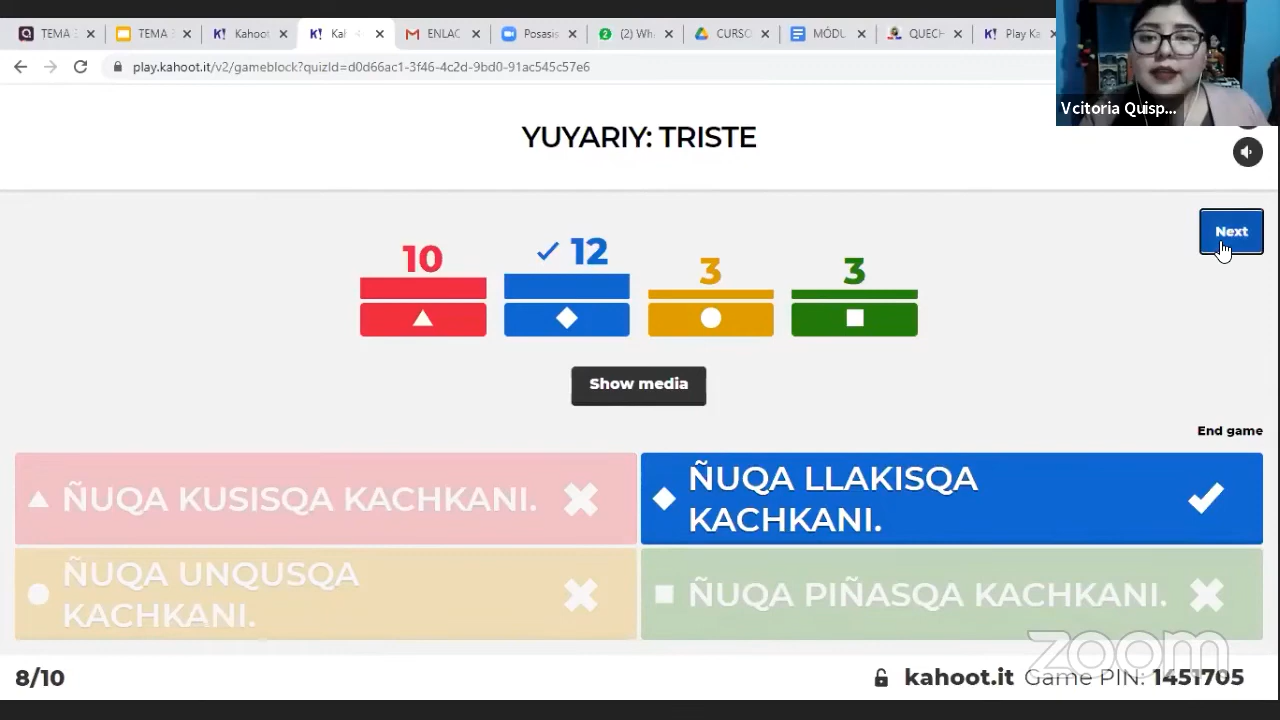 TEMA
TEMA
Kahoot
Kah
ENLAC
Posasis
(2) Wh
CURSO
MÓDU
QUECH
Play Ka
play.kahoot.it/v2/gameblock?quizId=d0d66ac1-3f46-4c2d-9bd0-91ac545c57e6
Vcitoria Quisp...
YUYARIY: TRISTE
Next
10
12
3
3
Show media
End game
ÑUQA KUSISQA KACHKANI.
ÑUQA LLAKISQA
KACHKANI.
ÑUQA UNQUSQA
KACHKANI.
ÑUQA PIÑASQA KACHKANI.
zoom
8/10
kahoot.it Game PIN: 1451705